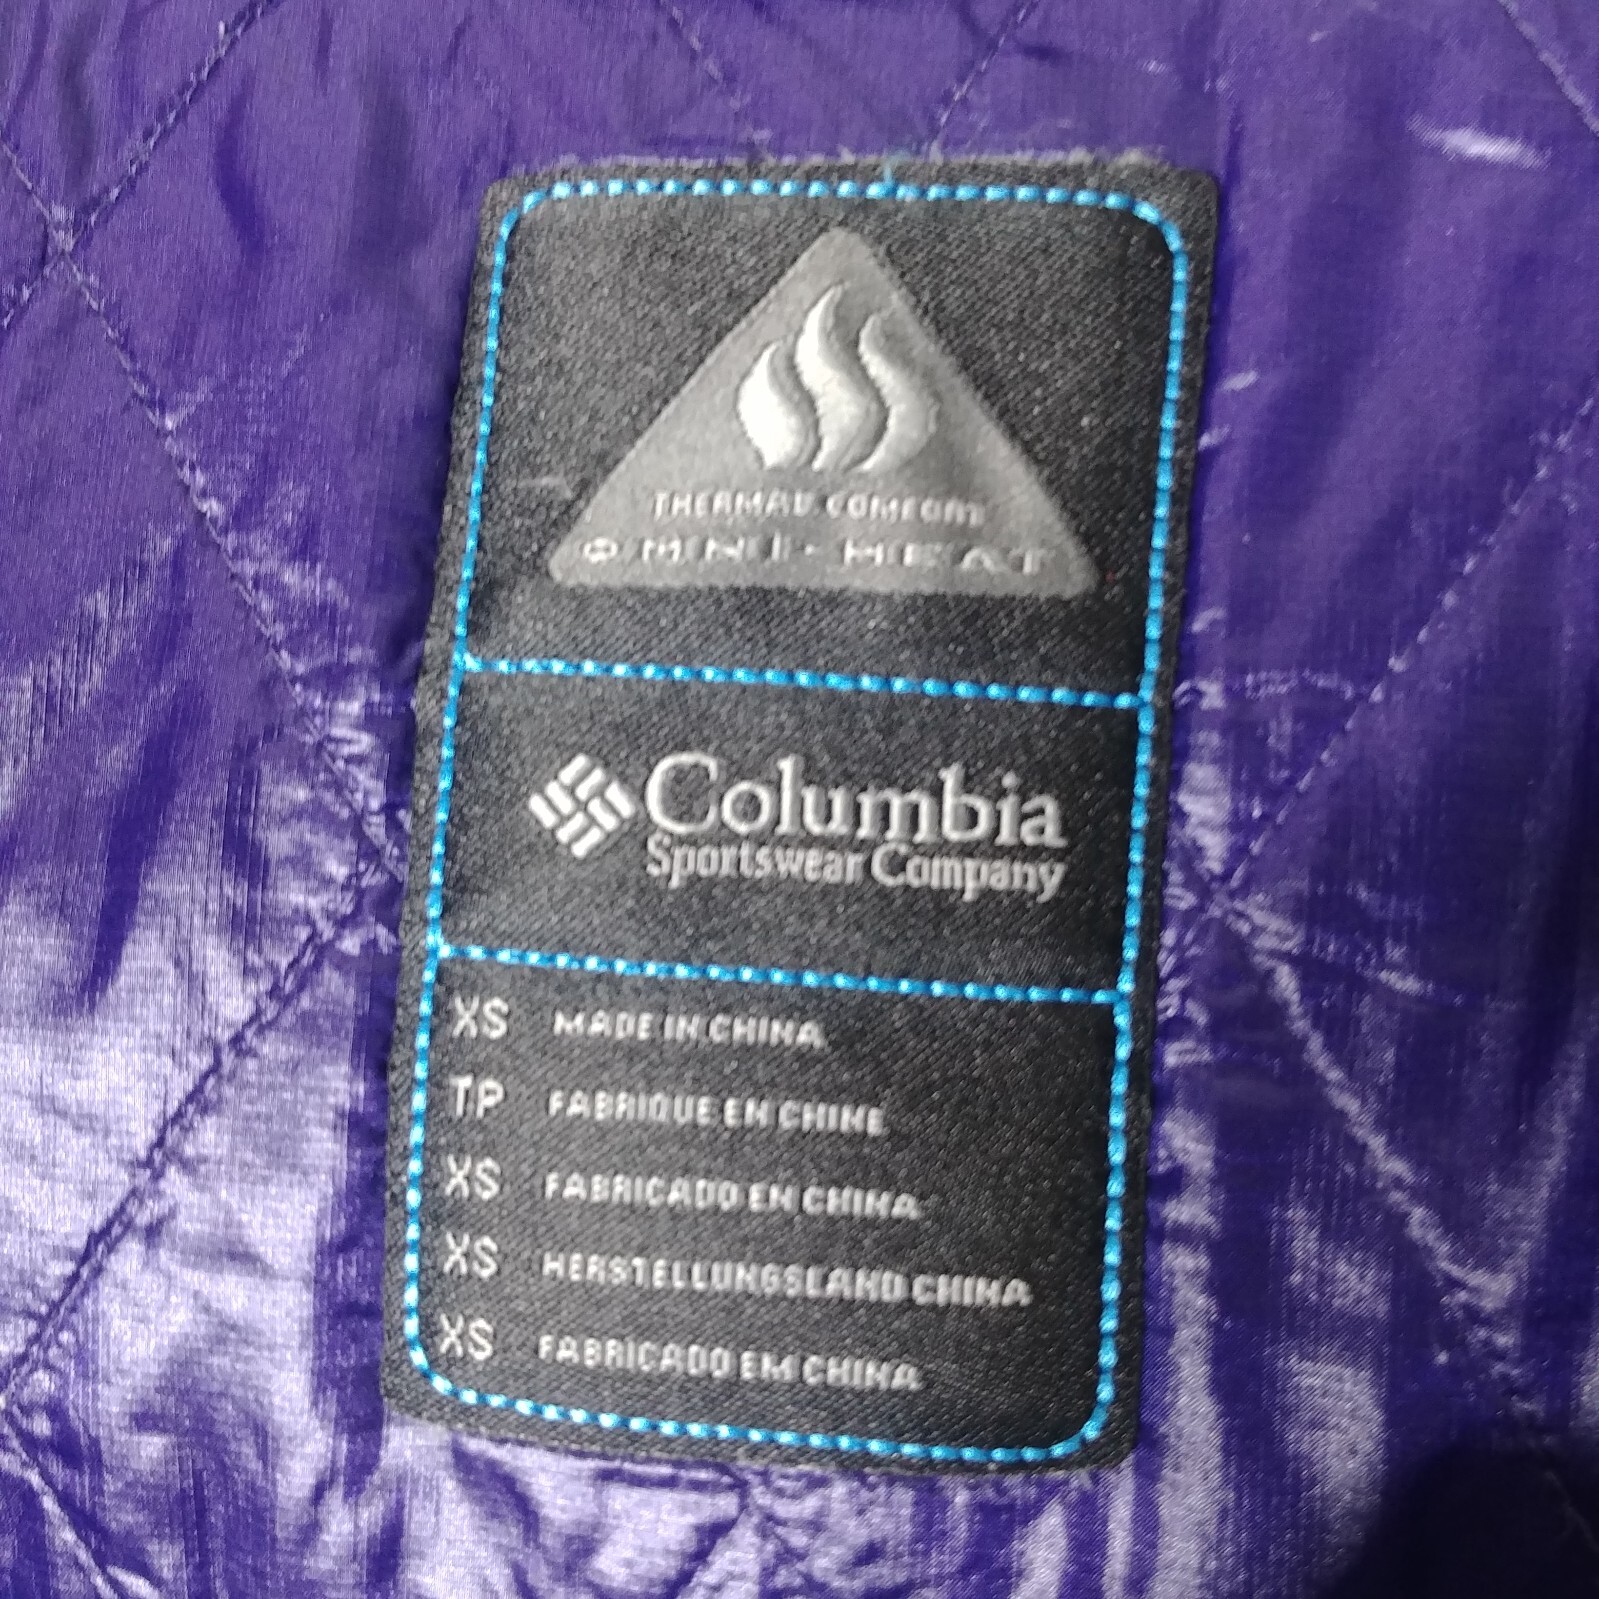 THERMAL COMFORT
OMNI-HEAT
Columbia
Sportswear Company
XS MADE IN CHINA
TP FABRIQUE EN CHINE
XS FABRICADO EN CHINA
XS HERSTELLUNGSLAND CHINA
XS FABRICADO EM CHINA